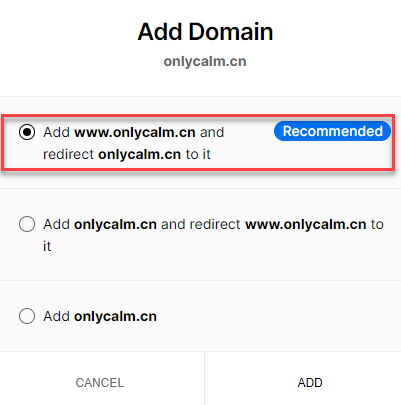 Add Domain
onlycalm.cn
Add www.onlycalm.cn and
redirect onlycalm.cn to it
Recommended
Add onlycalm.cn and redirect www.onlycalm.cn to
it
Add onlycalm.cn
CANCEL
ADD